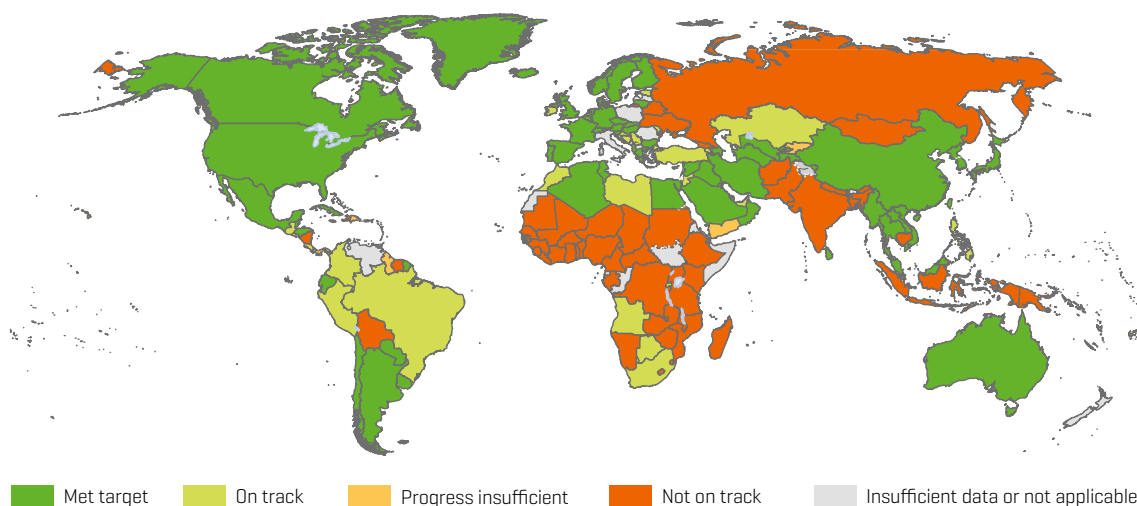 Met target On track Progress insufficient Not on track Insufficient data or not applicable